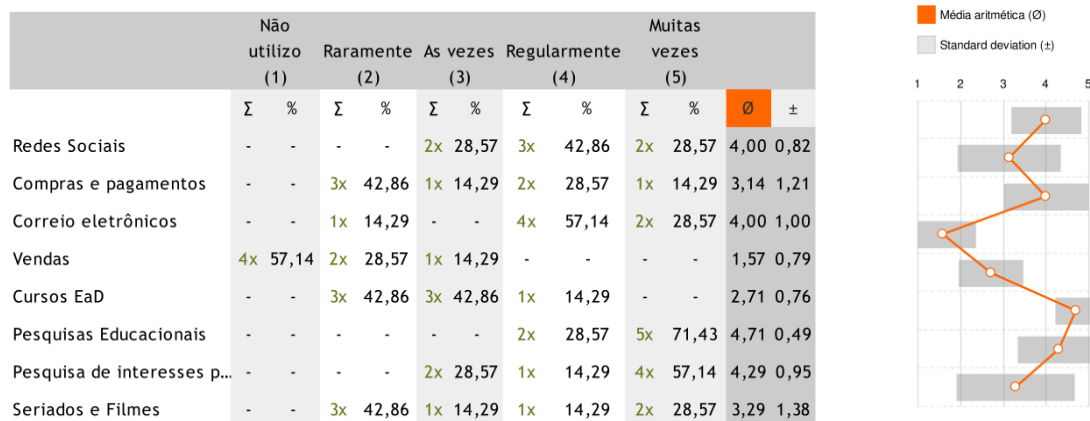 Não utilizo (1) Raramente (2) As vezes (3) Regularmente (4) Muitas vezes (5)
Σ % Σ % Σ % Σ % Σ % Ø ±
Redes Sociais - - - - 2x 28,57 3x 42,86 2x 28,57 4,00 0,82
Compras e pagamentos - - 3x 42,86 1x 14,29 2x 28,57 1x 14,29 3,14 1,21
Correio eletrônicos - - 1x 14,29 - - 4x 57,14 2x 28,57 4,00 1,00
Vendas 4x 57,14 2x 28,57 1x 14,29 - - - - 1,57 0,79
Cursos EaD - - 3x 42,86 3x 42,86 1x 14,29 - - 2,71 0,76
Pesquisas Educacionais - - - - - - 2x 28,57 5x 71,43 4,71 0,49
Pesquisa de interesses p... - - - - 2x 28,57 1x 14,29 4x 57,14 4,29 0,95
Seriados e Filmes - - 3x 42,86 1x 14,29 1x 14,29 2x 28,57 3,29 1,38
Média aritmética (Ø)
Standard deviation (±)
1 2 3 4 5